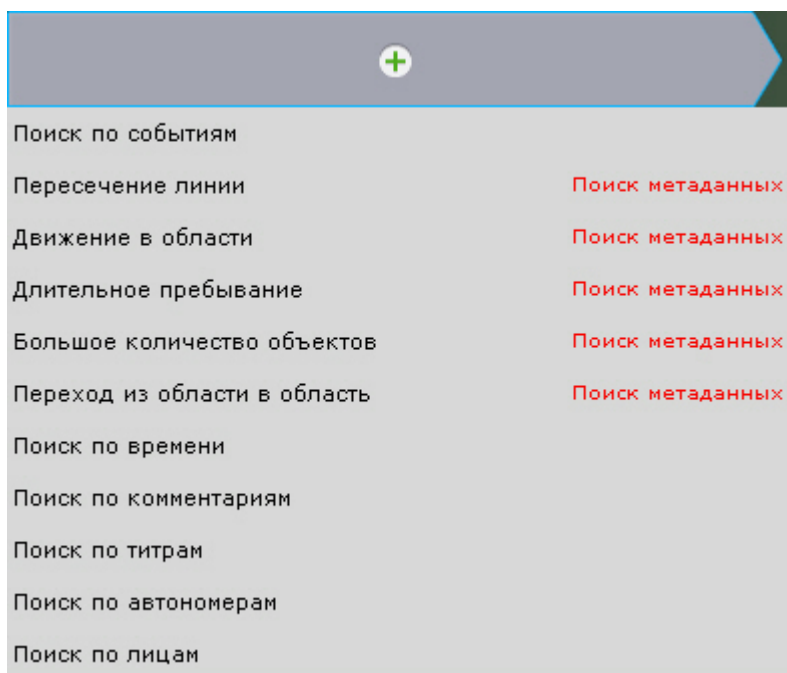 Поиск по событиям
Пересечение линии Поиск метаданных
Движение в области Поиск метаданных
Длительное пребывание Поиск метаданных
Большое количество объектов Поиск метаданных
Переход из области в область Поиск метаданных
Поиск по времени
Поиск по комментариям
Поиск по титрам
Поиск по автономерам
Поиск по лицам